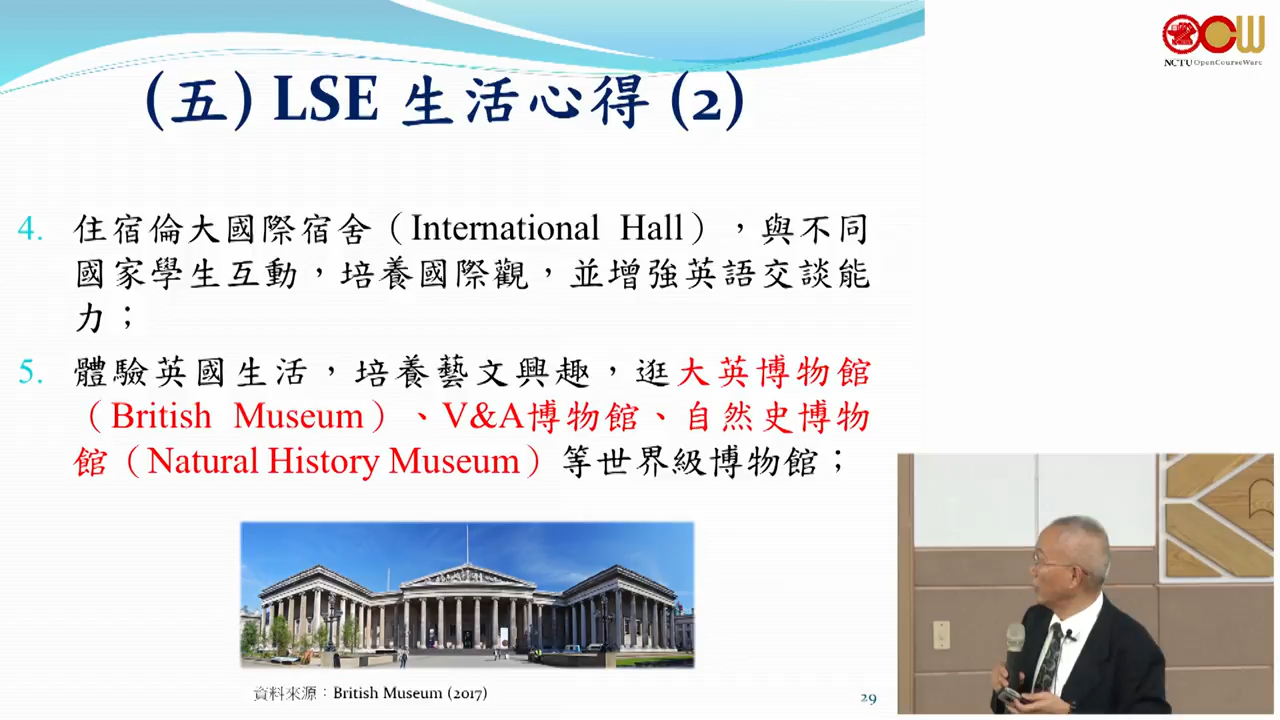 OCW
NCTU OpenCourseWare
(五) LSE 生活心得 (2)
4. 住宿倫大國際宿舍（International Hall），與不同
國家學生互動，培養國際觀，並增強英語交談能
力；
5. 體驗英國生活，培養藝文興趣，逛大英博物館
（British Museum）、V&A博物館、自然史博物
館（Natural History Museum）等世界級博物館；
資料來源：British Museum (2017)
29